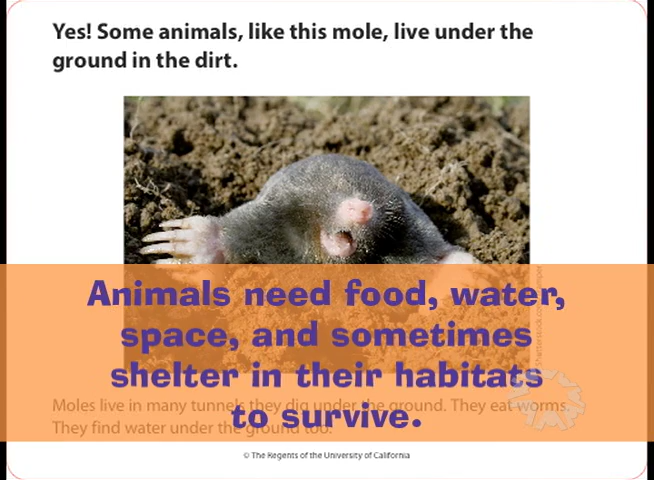 Yes! Some animals, like this mole, live under the
ground in the dirt.
Animals need food, water,
space, and sometimes
shelter in their habitats
to survive.
Moles live in many tunnels they dig under the ground. They eat worms.
They find water under the ground too.
© The Regents of the University of California